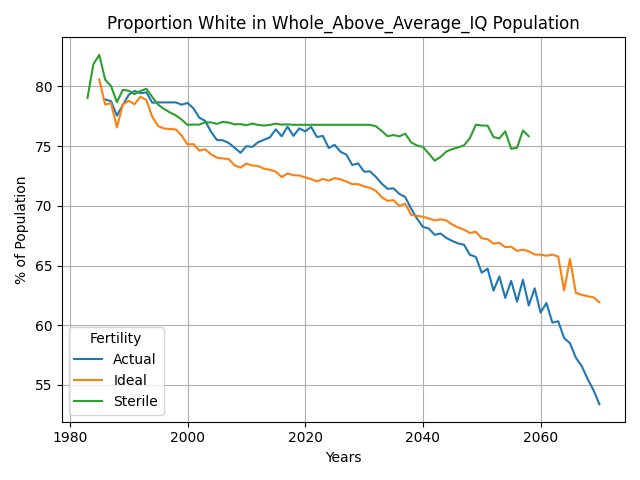 Proportion White in Whole_Above_Average_IQ Population
% of Population
80
75
70
65
60
55
Fertility
Actual
Ideal
Sterile
1980
2000
2020
2040
2060
Years